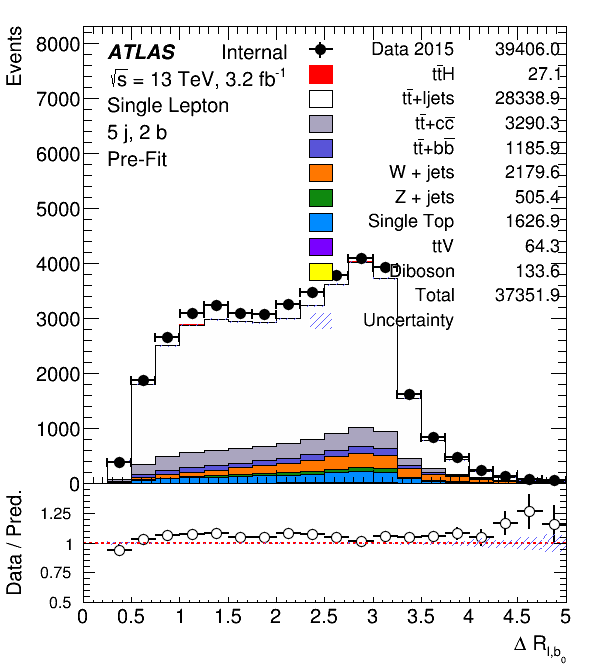 Events
8000
7000
6000
5000
4000
3000
2000
1000
0
ATLAS Internal
√s = 13 TeV, 3.2 fb-1
Single Lepton
5 j, 2 b
Pre-Fit
Data 2015 39406.0
tt̄H 27.1
tt̄+ljets 28338.9
tt̄+cc̄ 3290.3
tt̄+bb̄ 1185.9
W + jets 2179.6
Z + jets 505.4
Single Top 1626.9
ttV 64.3
Diboson 133.6
Total 37351.9
Uncertainty
Data / Pred.
1.25
1
0.75
0.5
0 0.5 1 1.5 2 2.5 3 3.5 4 4.5 5
Δ Rl,b0